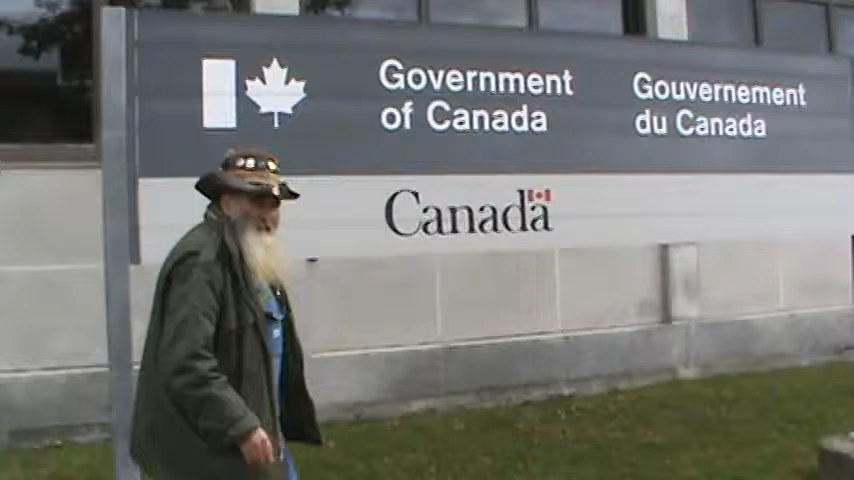 Government
of Canada
Gouvernement
du Canada
Canada